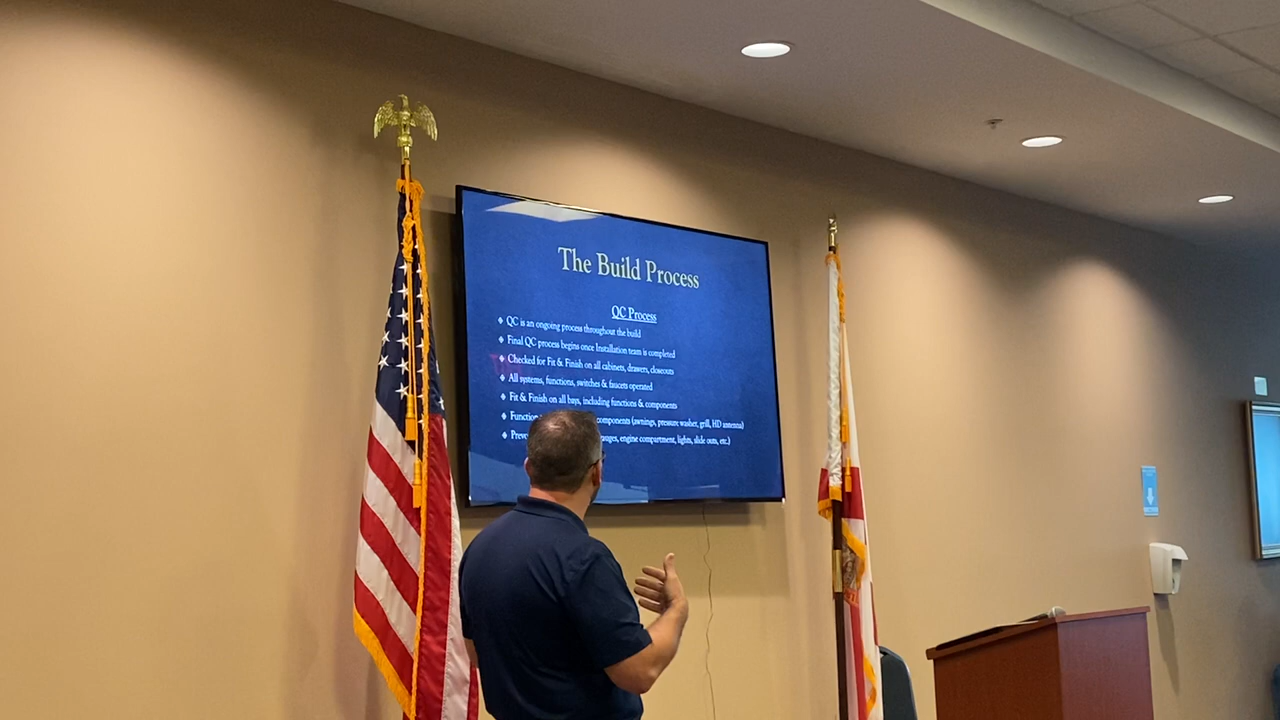 The Build Process
QC Process
❖ QC is an ongoing process throughout the build
❖ Final QC process begins once Installation team is completed
❖ Checked for Fit & Finish on all cabinets, drawers, closeouts
❖ All systems, functions, switches & faucets operated
❖ Fit & Finish on all bays, including functions & components
❖ components (awnings, pressure washer, grill, HD antenna)
❖ engine compartment, lights, slide outs, etc.)